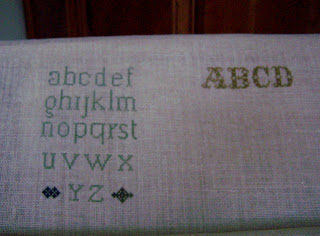 abcdef
ghijklm
nopqrst
uvwx
YZ
ABCD